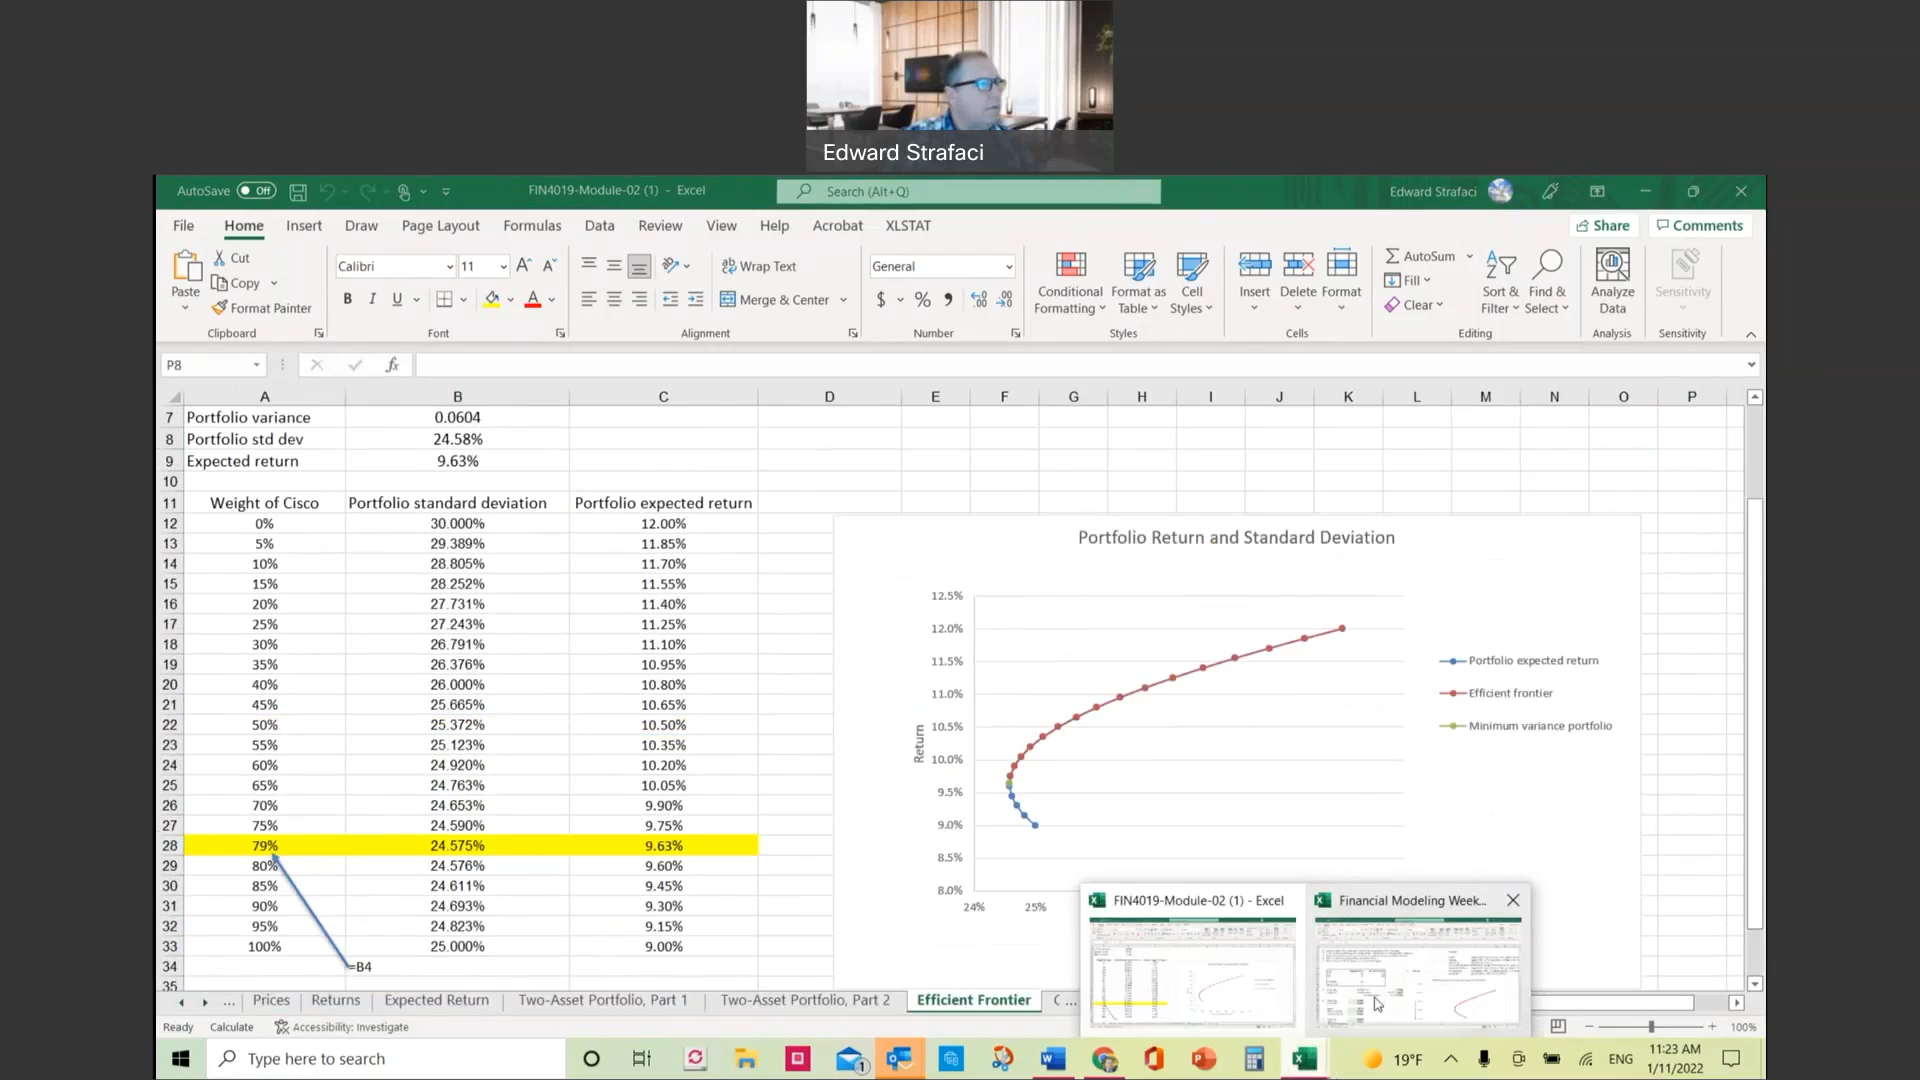 Edward Strafaci
AutoSave Off FIN4019-Module-02 (1) - Excel Search (Alt+Q) Edward Strafaci
File Home Insert Draw Page Layout Formulas Data Review View Help Acrobat XLSTAT Share Comments
Paste Cut Copy Format Painter Clipboard
Calibri 11 B I U A Font
Wrap Text Merge & Center Alignment
General $ % Number
Conditional Formatting Format as Table Cell Styles Styles
Insert Delete Format Cells
AutoSum Fill Clear Sort & Filter Find & Select Editing
Analyze Data Analysis
Sensitivity Sensitivity
P8 fx
A B C D E F G H I J K L M N O P
7 Portfolio variance 0.0604
8 Portfolio std dev 24.58%
9 Expected return 9.63%
10
11 Weight of Cisco Portfolio standard deviation Portfolio expected return
12 0% 30.000% 12.00%
13 5% 29.389% 11.85%
14 10% 28.805% 11.70%
15 15% 28.252% 11.55%
16 20% 27.731% 11.40%
17 25% 27.243% 11.25%
18 30% 26.791% 11.10%
19 35% 26.376% 10.95%
20 40% 26.000% 10.80%
21 45% 25.665% 10.65%
22 50% 25.372% 10.50%
23 55% 25.123% 10.35%
24 60% 24.920% 10.20%
25 65% 24.763% 10.05%
26 70% 24.653% 9.90%
27 75% 24.590% 9.75%
28 79% 24.575% 9.63%
29 80% 24.576% 9.60%
30 85% 24.611% 9.45%
31 90% 24.693% 9.30%
32 95% 24.823% 9.15%
33 100% 25.000% 9.00%
34 =B4
35
Portfolio Return and Standard Deviation
12.5%
12.0%
11.5%
11.0%
10.5%
10.0%
9.5%
9.0%
8.5%
8.0%
Return
24% 25%
Portfolio expected return
Efficient frontier
Minimum variance portfolio
FIN4019-Module-02 (1) - Excel Financial Modeling Week...
... Prices Returns Expected Return Two-Asset Portfolio, Part 1 Two-Asset Portfolio, Part 2 Efficient Frontier C ...
Ready Calculate Accessibility: Investigate 100%
Type here to search 1 19°F ENG 11:23 AM
1/11/2022